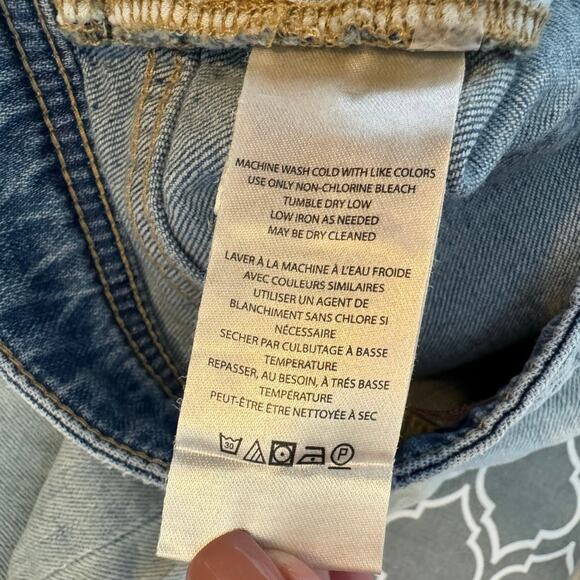 MACHINE WASH COLD WITH LIKE COLORS
USE ONLY NON-CHLORINE BLEACH
TUMBLE DRY LOW
LOW IRON AS NEEDED
MAY BE DRY CLEANED
LAVER À LA MACHINE À L'EAU FROIDE
AVEC COULEURS SIMILAIRES
UTILISER UN AGENT DE
BLANCHIMENT SANS CHLORE SI
NÉCESSAIRE
SECHER PAR CULBUTAGE À BASSE
TEMPERATURE
REPASSER, AU BESOIN, À TRÉS BASSE
TEMPÉRATURE
PEUT-ÊTRE ÊTRE NETTOYÉE À SEC
30 P